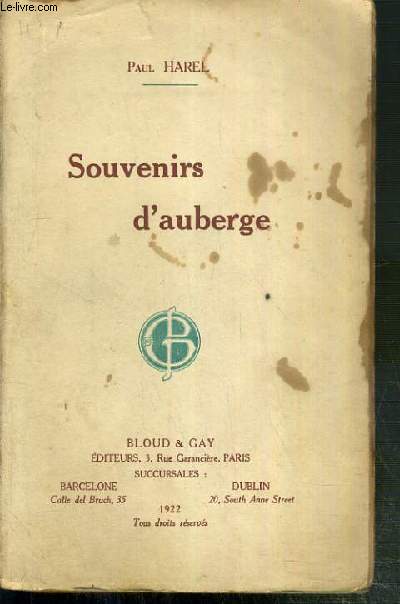 © Le-livre.com
PAUL HAREL
Souvenirs
d'auberge
BG
BLOUD & GAY
ÉDITEURS, 3, Rue Garancière, PARIS
SUCCURSALES :
BARCELONE DUBLIN
Calle del Bruch, 35 20, South Anne Street
1922
Tous droits réservés